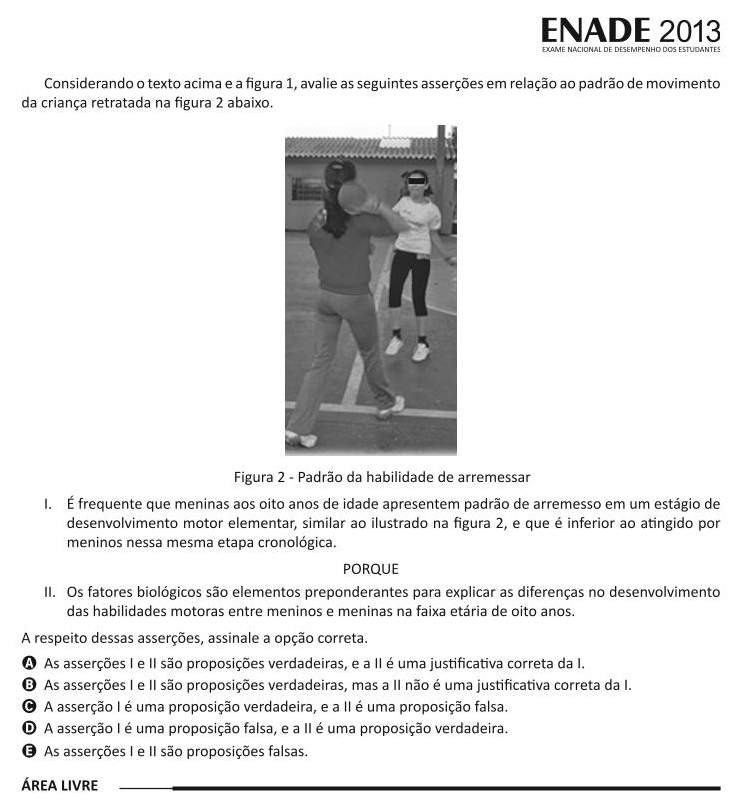 ENADE 2013
EXAME NACIONAL DE DESEMPENHO DOS ESTUDANTES
Considerando o texto acima e a figura 1, avalie as seguintes asserções em relação ao padrão de movimento
da criança retratada na figura 2 abaixo.
Figura 2 - Padrão da habilidade de arremessar
I. É frequente que meninas aos oito anos de idade apresentem padrão de arremesso em um estágio de
desenvolvimento motor elementar, similar ao ilustrado na figura 2, e que é inferior ao atingido por
meninos nessa mesma etapa cronológica.
PORQUE
II. Os fatores biológicos são elementos preponderantes para explicar as diferenças no desenvolvimento
das habilidades motoras entre meninos e meninas na faixa etária de oito anos.
A respeito dessas asserções, assinale a opção correta.
A As asserções I e II são proposições verdadeiras, e a II é uma justificativa correta da I.
B As asserções I e II são proposições verdadeiras, mas a II não é uma justificativa correta da I.
C A asserção I é uma proposição verdadeira, e a II é uma proposição falsa.
D A asserção I é uma proposição falsa, e a II é uma proposição verdadeira.
E As asserções I e II são proposições falsas.
ÁREA LIVRE